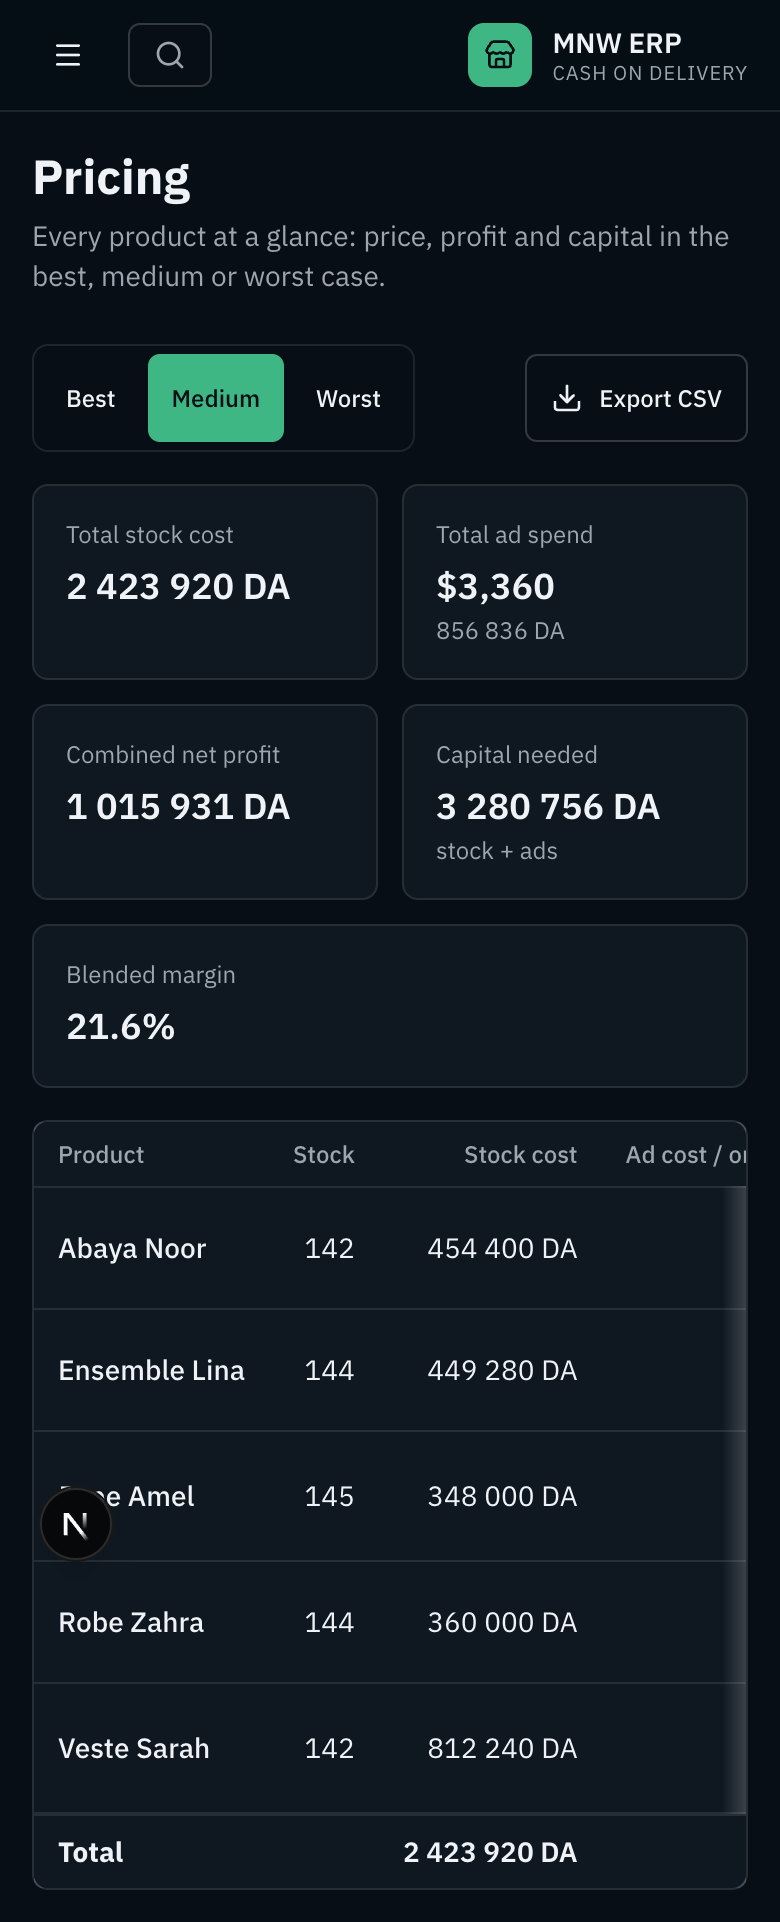 MNW ERP
CASH ON DELIVERY
Pricing
Every product at a glance: price, profit and capital in the
best, medium or worst case.
Best Medium Worst Export CSV
Total stock cost
2 423 920 DA
Total ad spend
$3,360
856 836 DA
Combined net profit
1 015 931 DA
Capital needed
3 280 756 DA
stock + ads
Blended margin
21.6%
Product Stock Stock cost Ad cost /
Abaya Noor 142 454 400 DA
Ensemble Lina 144 449 280 DA
Amel 145 348 000 DA
N
Robe Zahra 144 360 000 DA
Veste Sarah 142 812 240 DA
Total 2 423 920 DA